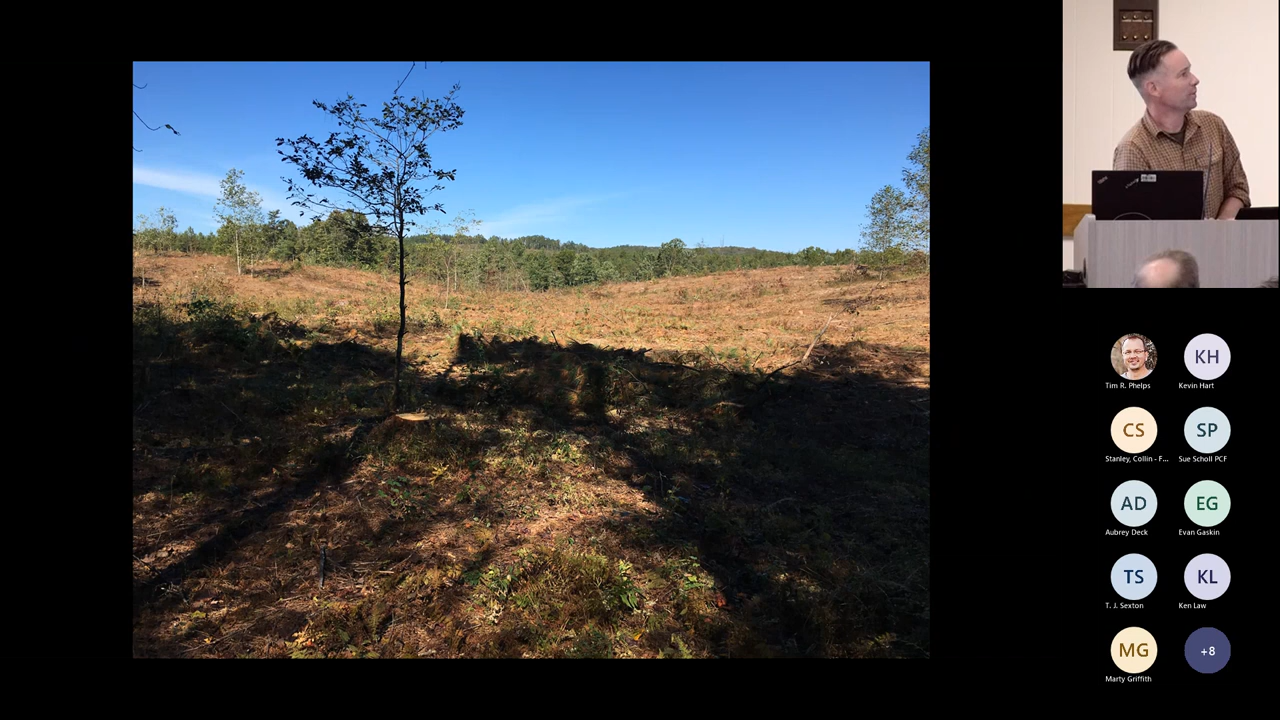 Tim R. Phelps
KH
Kevin Hart
CS
Stanley, Collin - F...
SP
Sue Scholl PCF
AD
Aubrey Deck
EG
Evan Gaskin
TS
T. J. Sexton
KL
Ken Law
MG
Marty Griffith
+8